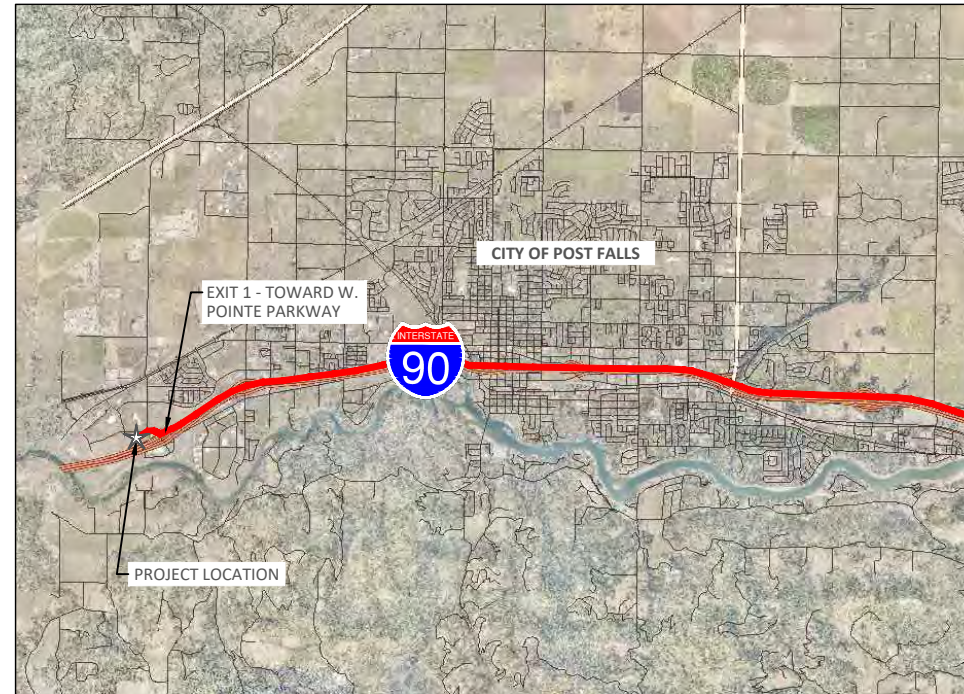 CITY OF POST FALLS
EXIT 1 - TOWARD W.
POINTE PARKWAY
INTERSTATE
90
PROJECT LOCATION